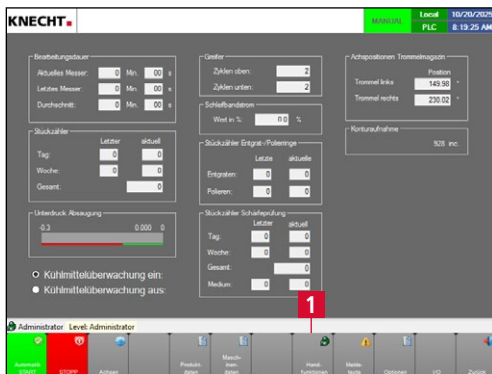 KNECHT
MANUAL
Local
PLC
10/20/2025
8:19:25 AM
Bearbeitungsdauer
Aktuelles Messer: 0 Min. 00 s
Letztes Messer: 0 Min. 00 s
Durchschnitt: 0 Min. 00 s
Stückzähler
Letzter aktuell
Tag: 0 0
Woche: 0 0
Gesamt: 0
Unterdruck Absaugung
-0.3 0.000 0
Kühlmittelüberwachung ein:
Kühlmittelüberwachung aus:
Greifer
Zyklen oben: 2
Zyklen unten: 2
Schleifbandstrom
Wert in %: 0.0 %
Stückzähler Entgrat-/Polierringe
Letzte aktuelle
Entgraten: 0 0
Polieren: 0 0
Stückzähler Schärfeprüfung
Letzter aktuell
Tag: 0 0
Woche: 0 0
Gesamt: 0
Medium: 0 0
Achspositionen Trommelmagazin
Position
Trommel links 149.98 °
Trommel rechts 230.02 °
Konturaufnahme
928 inc.
1
Administrator Level: Administrator
Automatik START
STOPP
Achsen
Produkt-daten
Masch-inen-daten
Hand-funktionen
Melde-texte
Optionen
I/O
Zurück